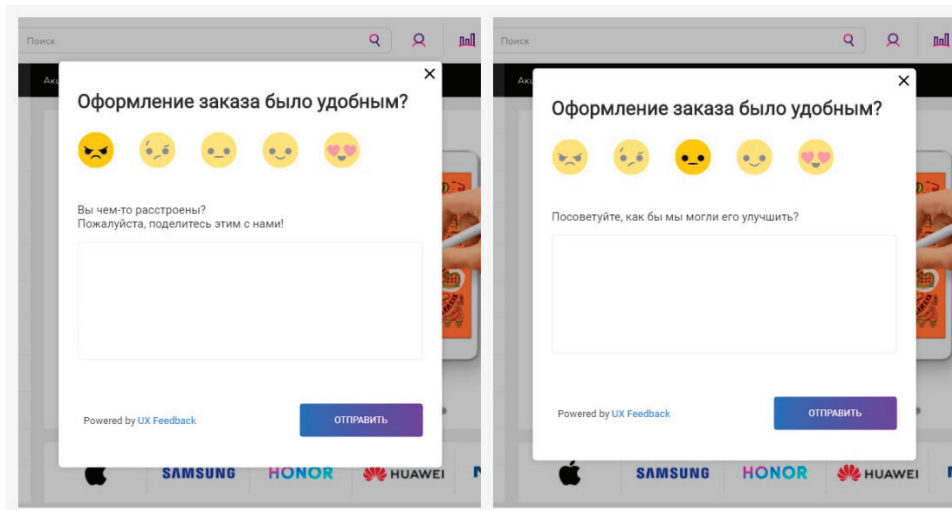 Поиск
Оформление заказа было удобным?
Вы чем-то расстроены?
Пожалуйста, поделитесь этим с нами!
Powered by UX Feedback
ОТПРАВИТЬ
SAMSUNG
HONOR
HUAWEI
Поиск
Оформление заказа было удобным?
Посоветуйте, как бы мы могли его улучшить?
Powered by UX Feedback
ОТПРАВИТЬ
SAMSUNG
HONOR
HUAWEI